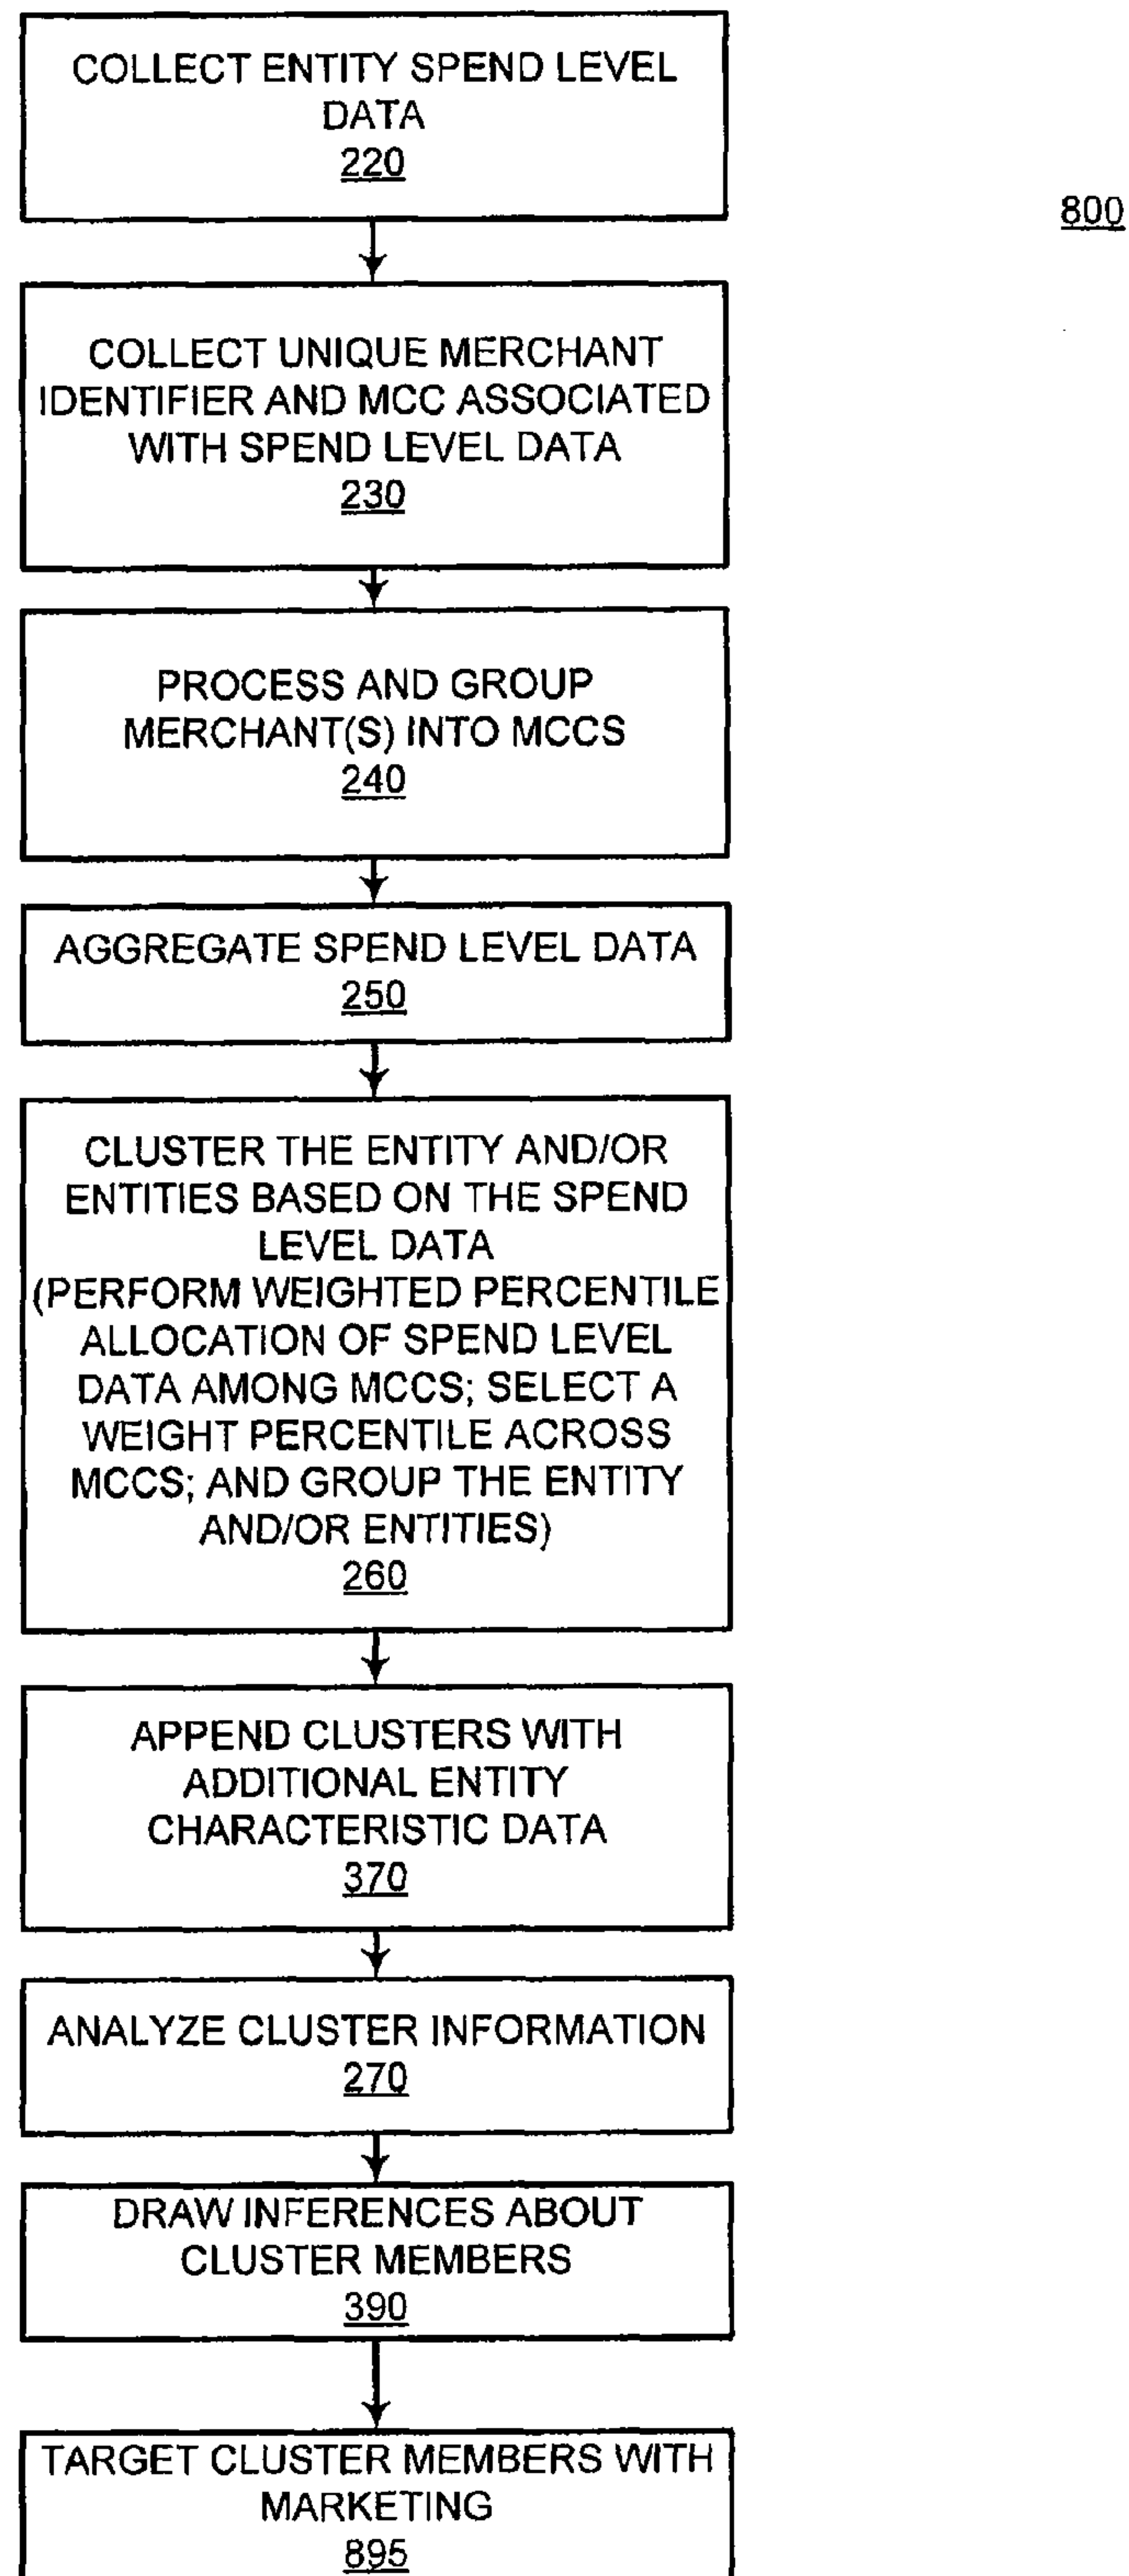 COLLECT ENTITY SPEND LEVEL
DATA
220
800
COLLECT UNIQUE MERCHANT
IDENTIFIER AND MCC ASSOCIATED
WITH SPEND LEVEL DATA
230
PROCESS AND GROUP
MERCHANT(S) INTO MCCS
240
AGGREGATE SPEND LEVEL DATA
250
CLUSTER THE ENTITY AND/OR
ENTITIES BASED ON THE SPEND
LEVEL DATA
(PERFORM WEIGHTED PERCENTILE
ALLOCATION OF SPEND LEVEL
DATA AMONG MCCS; SELECT A
WEIGHT PERCENTILE ACROSS
MCCS; AND GROUP THE ENTITY
AND/OR ENTITIES)
260
APPEND CLUSTERS WITH
ADDITIONAL ENTITY
CHARACTERISTIC DATA
370
ANALYZE CLUSTER INFORMATION
270
DRAW INFERENCES ABOUT
CLUSTER MEMBERS
390
TARGET CLUSTER MEMBERS WITH
MARKETING
895